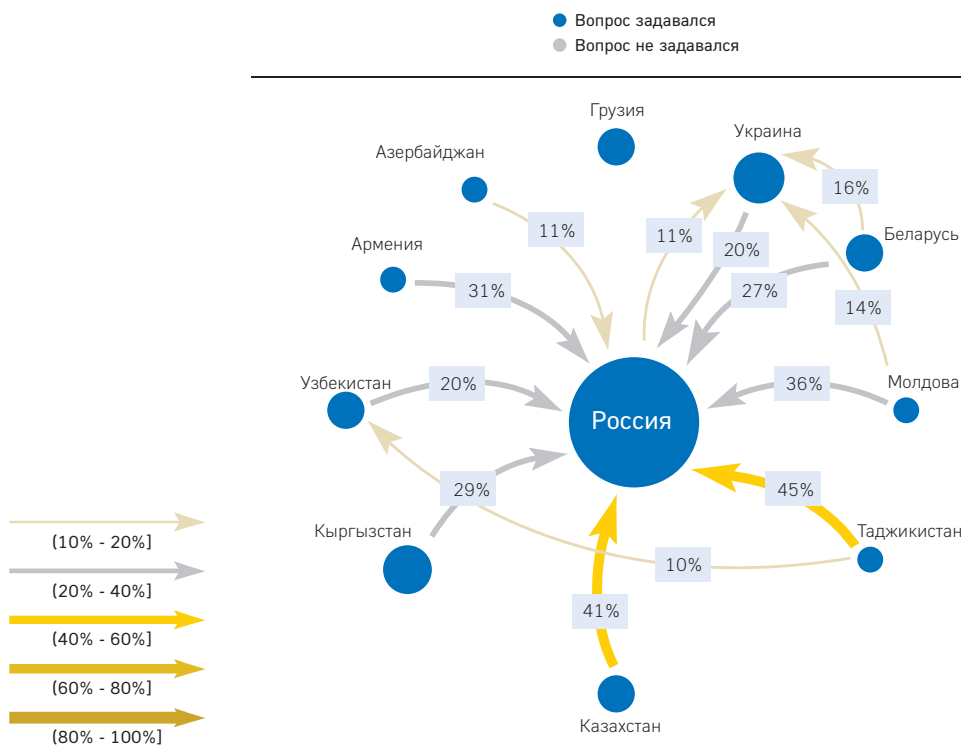 Вопрос задавался
Вопрос не задавался
Грузия
Украина
Азербайджан
16%
Беларусь
Армения
11%
11%
20%
31%
27%
14%
Узбекистан
20%
36%
Молдова
Россия
29%
45%
Кыргызстан
Таджикистан
(10% - 20%]
10%
(20% - 40%]
41%
(40% - 60%]
(60% - 80%]
Казахстан
(80% - 100%]